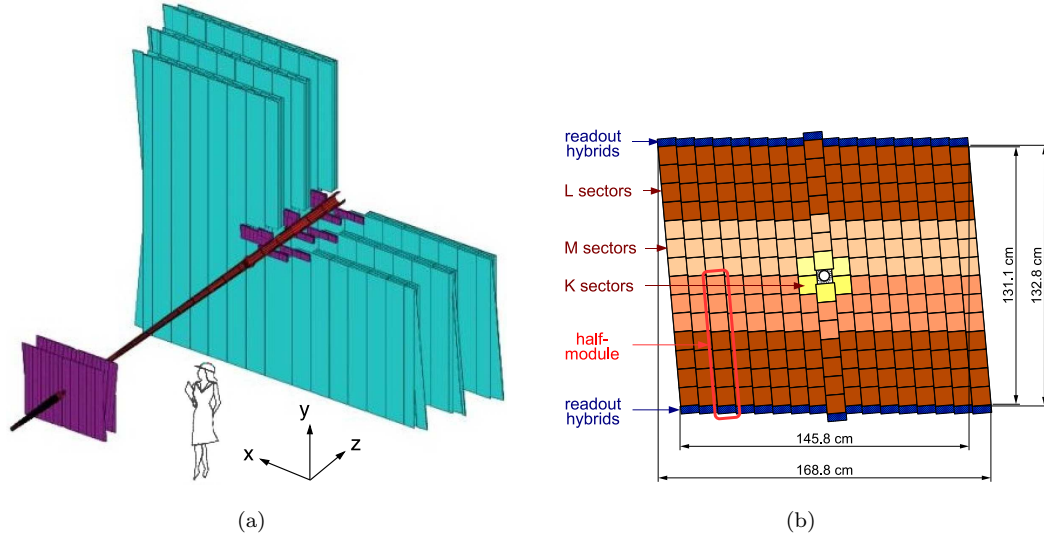 x
y
z
(a)
readout
hybrids
L sectors
M sectors
K sectors
half-
module
readout
hybrids
131.1 cm
132.8 cm
145.8 cm
168.8 cm
(b)